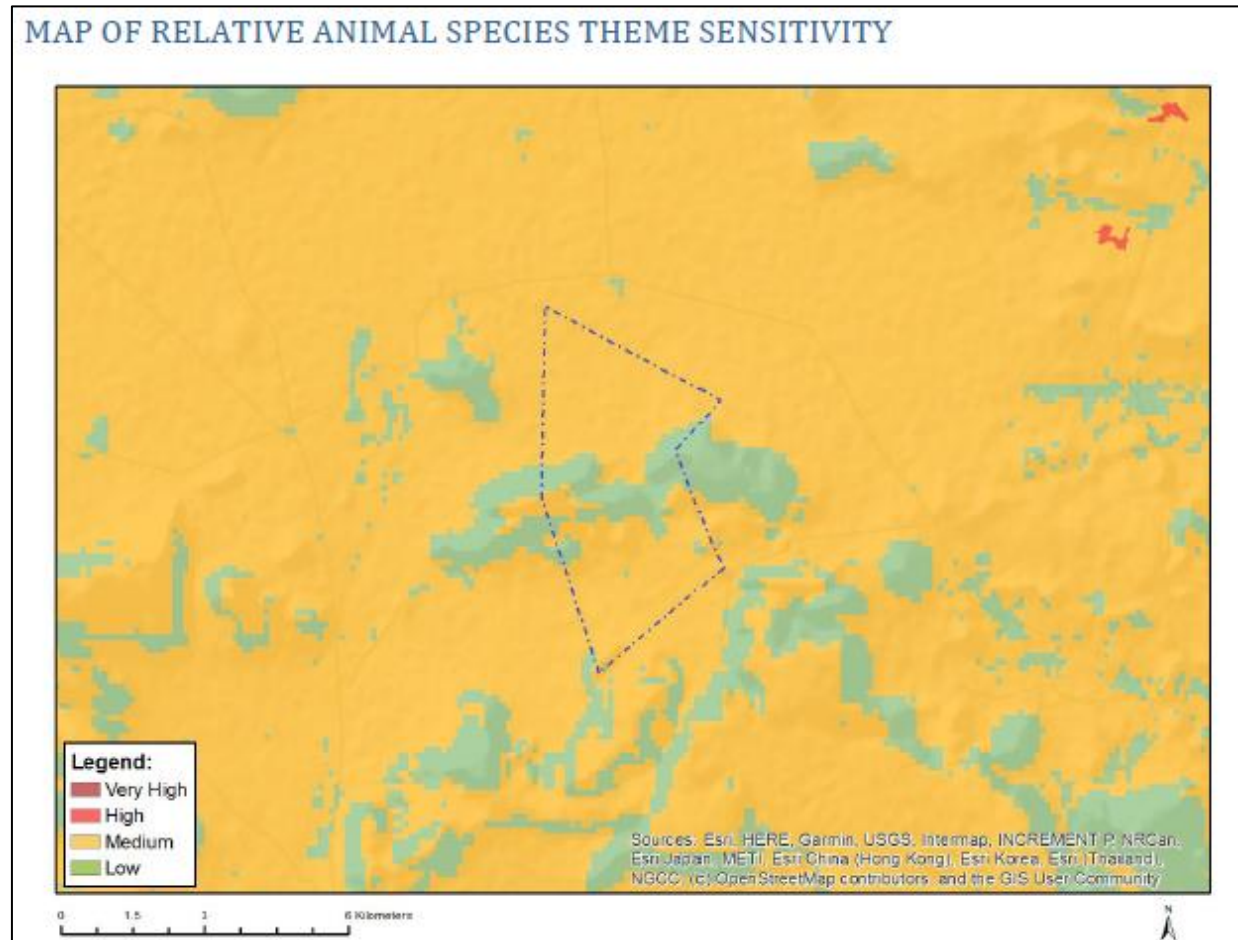 MAP OF RELATIVE ANIMAL SPECIES THEME SENSITIVITY
Legend:
Very High
High
Medium
Low
Sources: Esri, HERE, Garmin, USGS, Intermap, INCREMENT P, NRCan,
Esri Japan, METI, Esri China (Hong Kong), Esri Korea, Esri (Thailand),
NGCC, (c) OpenStreetMap contributors, and the GIS User Community
0 1.5 3 6 Kilometers
N